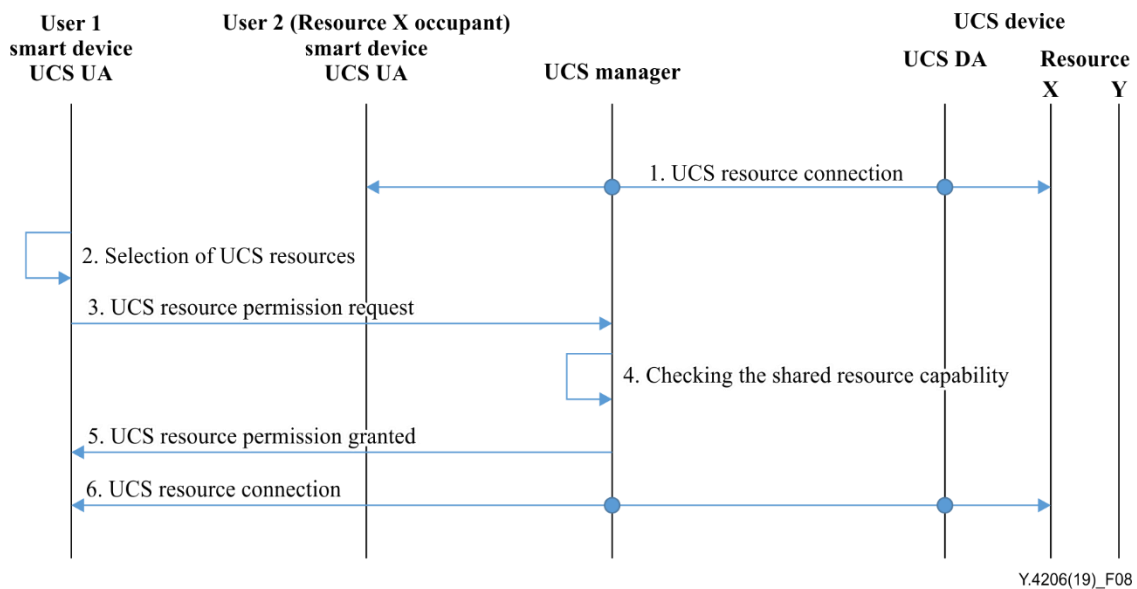 User 1
smart device
UCS UA
User 2 (Resource X occupant)
smart device
UCS UA
UCS manager
UCS device
UCS DA
Resource
X
Y
1. UCS resource connection
2. Selection of UCS resources
3. UCS resource permission request
4. Checking the shared resource capability
5. UCS resource permission granted
6. UCS resource connection
Y.4206(19)_F08